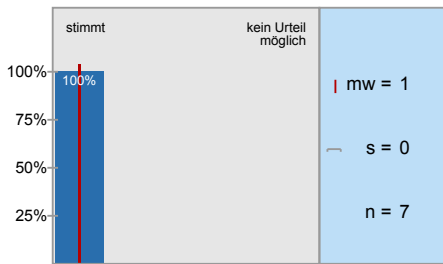 stimmt
kein Urteil
möglich
100%
100%
75%
50%
25%
mw = 1
s = 0
n = 7